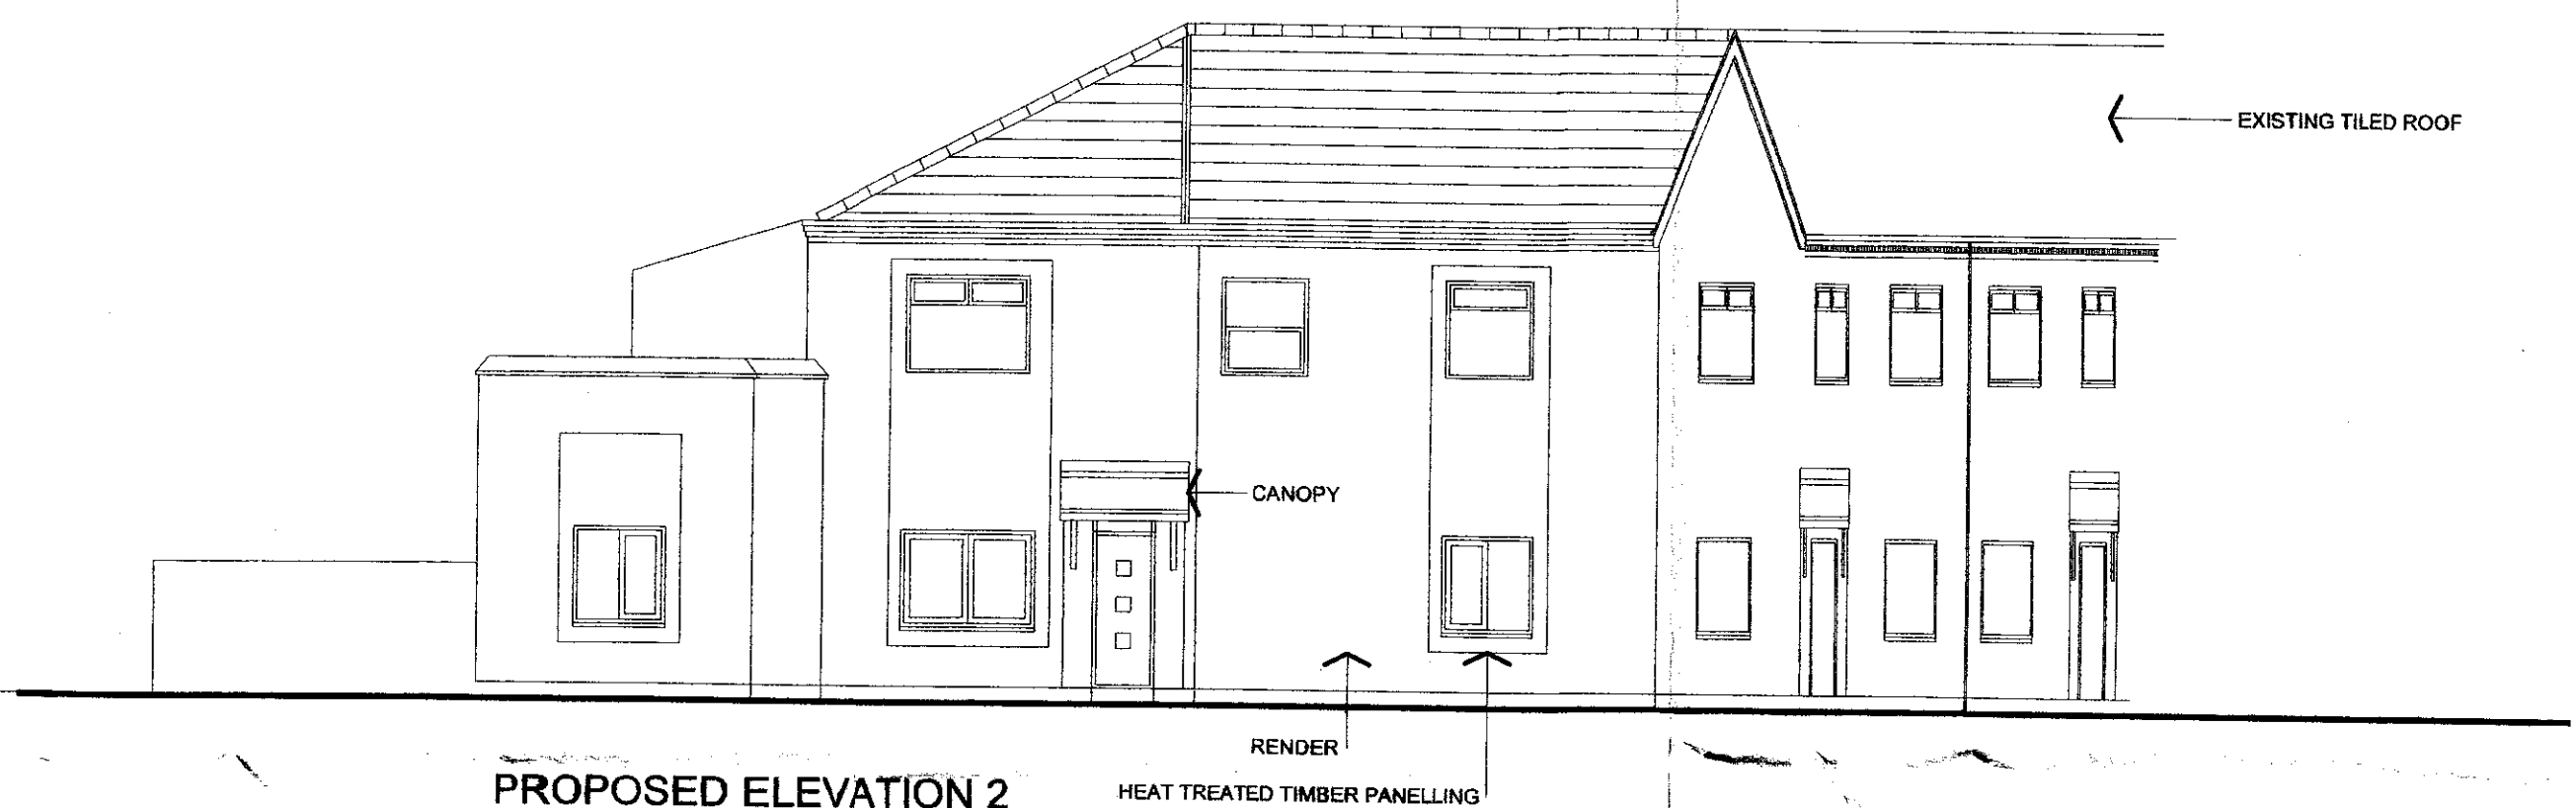 EXISTING TILED ROOF
CANOPY
RENDER
HEAT TREATED TIMBER PANELLING
PROPOSED ELEVATION 2